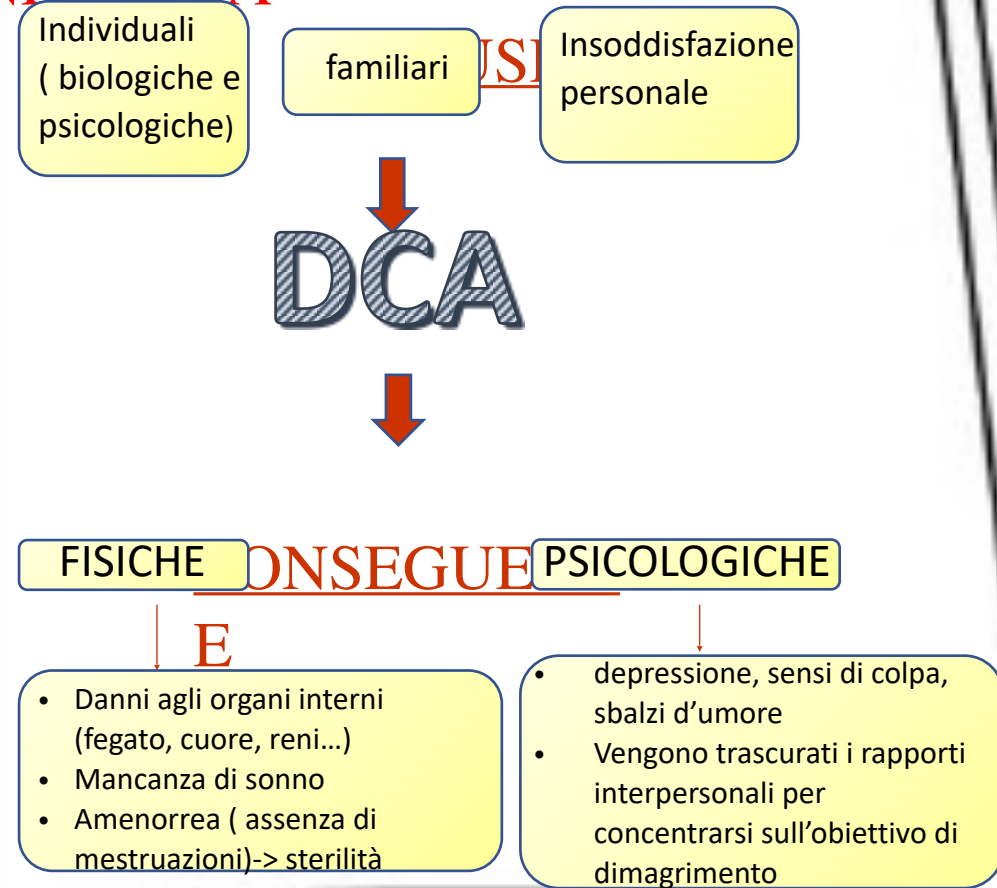 Individuali
( biologiche e
psicologiche)
familiari
Insoddisfazione
personale
DCA
FISICHE
ONSEGUE
PSICOLOGICHE
E
• Danni agli organi interni
(fegato, cuore, reni…)
• Mancanza di sonno
• Amenorrea ( assenza di
mestruazioni)-> sterilità
• depressione, sensi di colpa,
sbalzi d’umore
• Vengono trascurati i rapporti
interpersonali per
concentrarsi sull’obiettivo di
dimagrimento